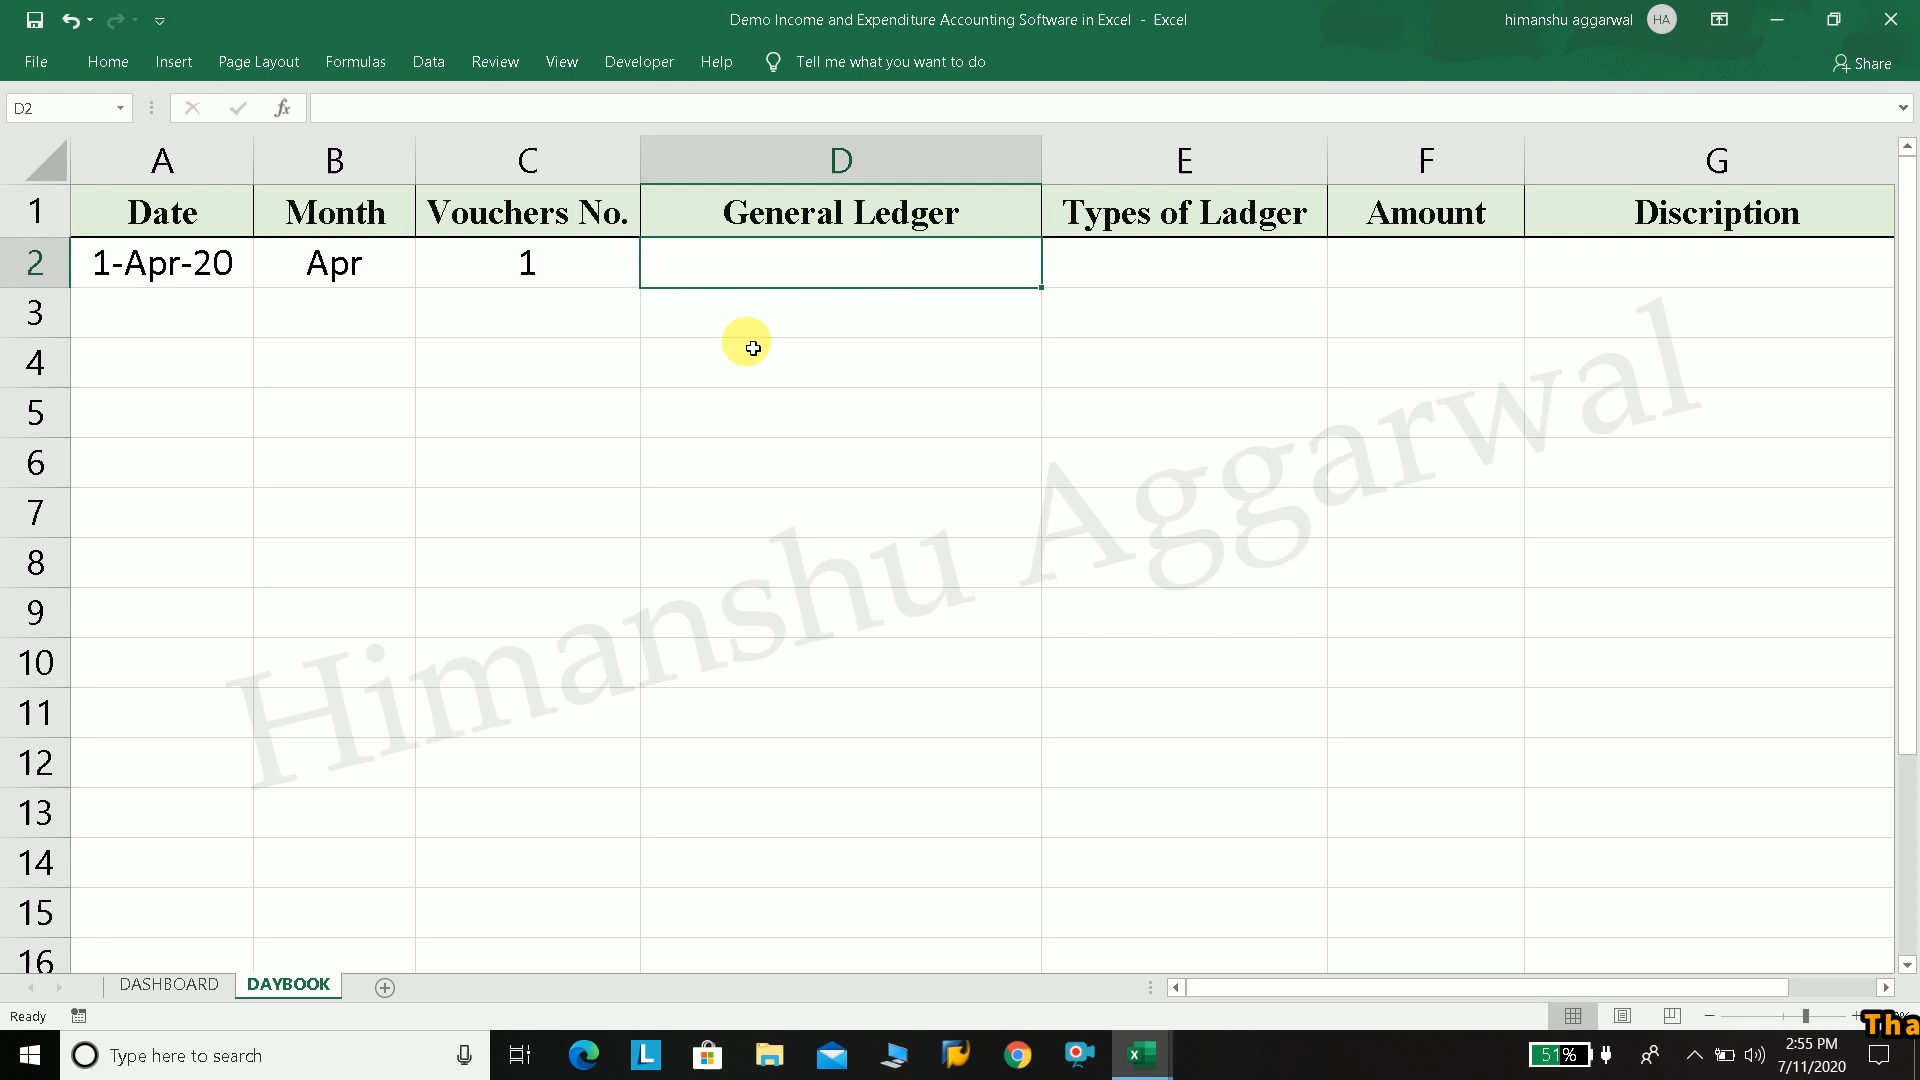 Demo Income and Expenditure Accounting Software in Excel - Excel
himanshu aggarwal HA
File Home Insert Page Layout Formulas Data Review View Developer Help Tell me what you want to do Share
D2 fx
A B C D E F G
1 Date Month Vouchers No. General Ledger Types of Ladger Amount Discription
2 1-Apr-20 Apr 1
3
4
5
6
7
8
9
10
11
12
13
14
15
16
Himanshu Aggarwal
DASHBOARD DAYBOOK
Ready
Tha
Type here to search
51%
2:55 PM
7/11/2020